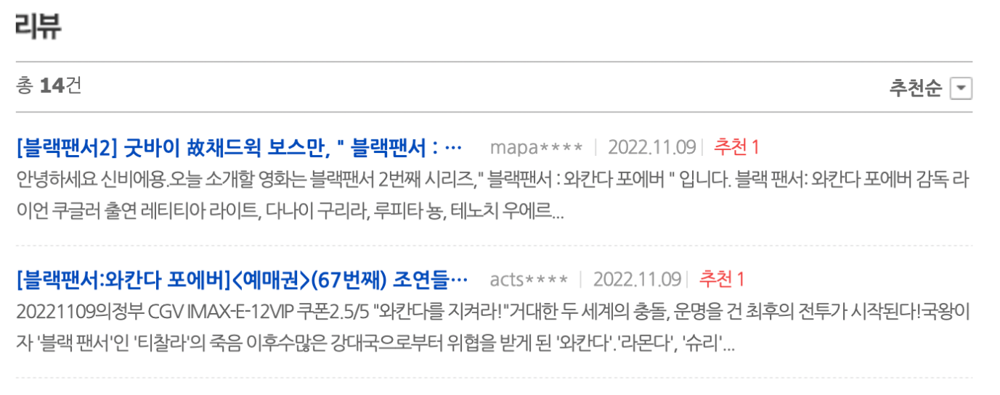 리뷰
총 14건
추천순
[블랙팬서2] 굿바이 故채드윅 보스만, " 블랙팬서 : … mapa**** 2022.11.09 추천 1
안녕하세요 신비에용.오늘 소개할 영화는 블랙팬서 2번째 시리즈," 블랙팬서 : 와칸다 포에버 " 입니다. 블랙 팬서: 와칸다 포에버 감독 라
이언 쿠글러 출연 레티티아 라이트, 다나이 구리라, 루피타 뇽, 테노치 우에르...
[블랙팬서:와칸다 포에버]<예매권>(67번째) 조연들… acts**** 2022.11.09 추천 1
20221109의정부 CGV IMAX-E-12VIP 쿠폰2.5/5 "와칸다를 지켜라!"거대한 두 세계의 충돌, 운명을 건 최후의 전투가 시작된다!국왕이
자 '블랙 팬서'인 '티찰라'의 죽음 이후수많은 강대국으로부터 위협을 받게 된 '와칸다'.'라몬다', '슈리'...